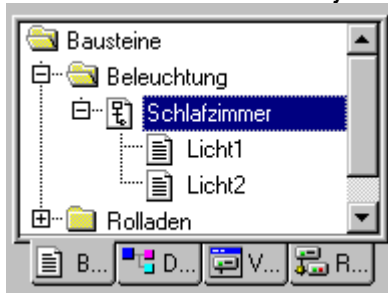 Bausteine
Beleuchtung
Schlafzimmer
Licht1
Licht2
Rolladen
B... D... V... R...